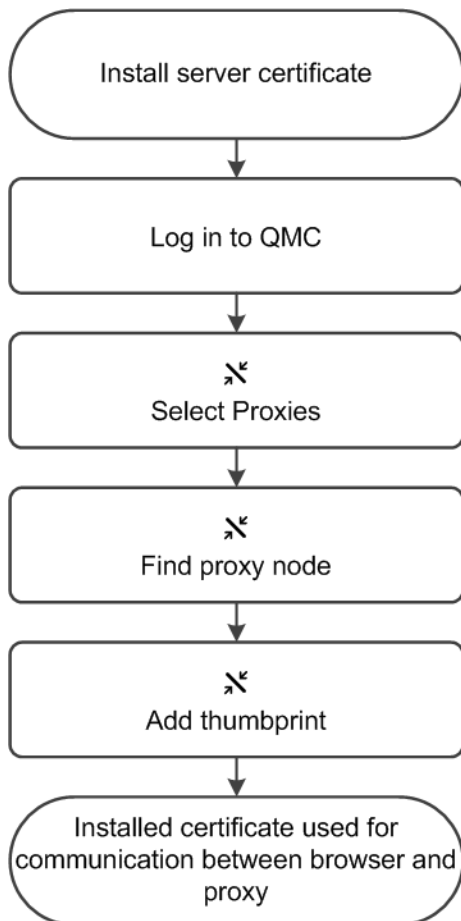 Install server certificate
Log in to QMC
Select Proxies
Find proxy node
Add thumbprint
Installed certificate used for
communication between browser and
proxy